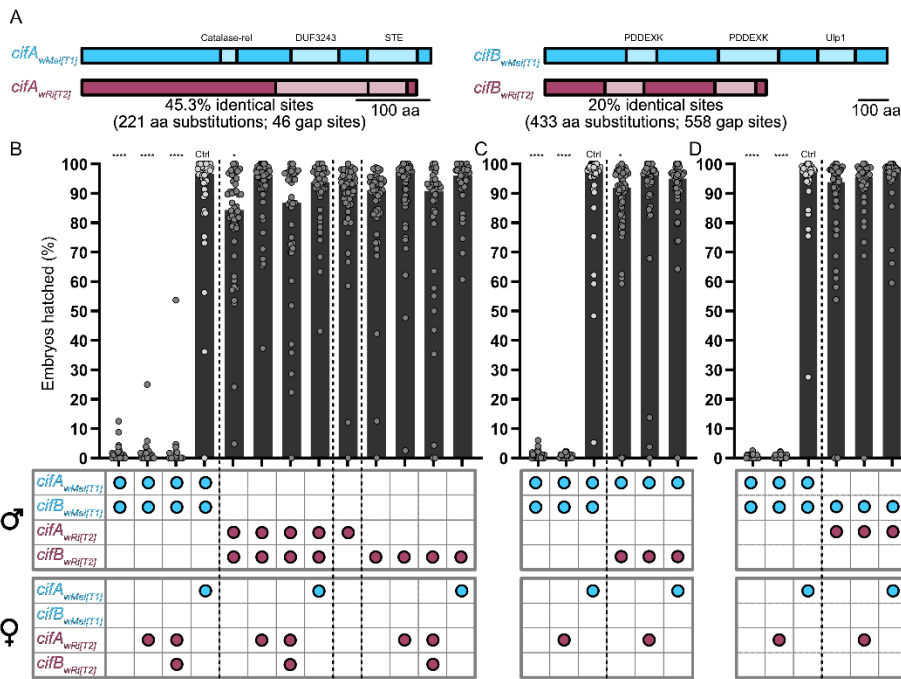 A
Catalase-rel DUF3243 STE
cifA wMel[T1]
cifA wRi[T2]
45.3% identical sites
(221 aa substitutions; 46 gap sites)
100 aa
PDDEXK PDDEXK Ulp1
cifB wMel[T1]
cifB wRi[T2]
20% identical sites
(433 aa substitutions; 558 gap sites)
100 aa
B
**** **** **** Ctrl *
Embryos hatched (%)
100
90
80
70
60
50
40
30
20
10
0
C
**** **** Ctrl *
100
90
80
70
60
50
40
30
20
10
0
D
**** **** Ctrl
100
90
80
70
60
50
40
30
20
10
0
♂
cifA wMel[T1]
cifB wMel[T1]
cifA wRi[T2]
cifB wRi[T2]
♀
cifA wMel[T1]
cifB wMel[T1]
cifA wRi[T2]
cifB wRi[T2]